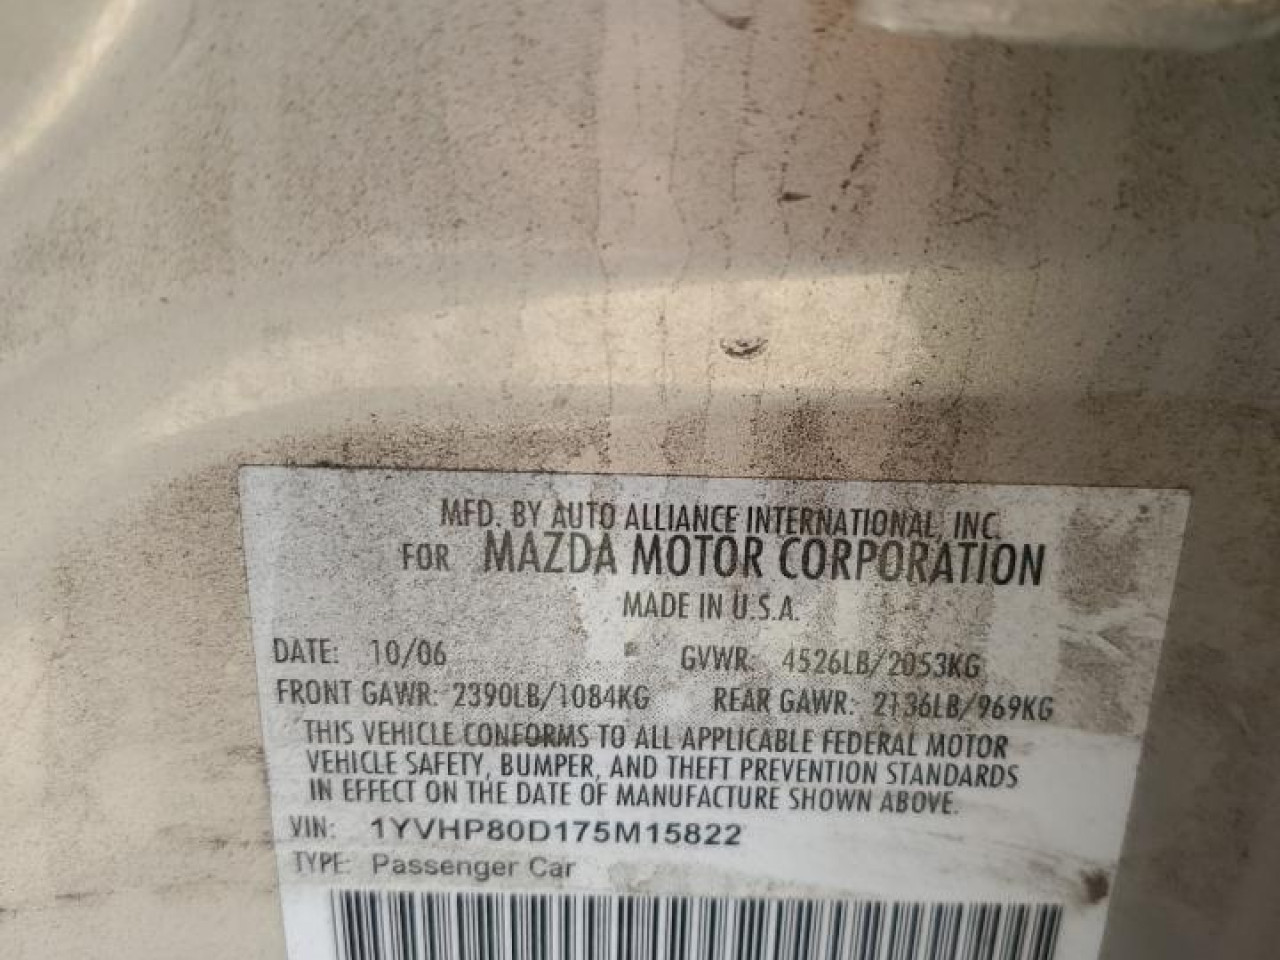 MFD. BY AUTO ALLIANCE INTERNATIONAL, INC.
FOR MAZDA MOTOR CORPORATION
MADE IN U.S.A.
DATE: 10/06 GVWR: 4526LB/2053KG
FRONT GAWR: 2390LB/1084KG REAR GAWR: 2136LB/969KG
THIS VEHICLE CONFORMS TO ALL APPLICABLE FEDERAL MOTOR
VEHICLE SAFETY, BUMPER, AND THEFT PREVENTION STANDARDS
IN EFFECT ON THE DATE OF MANUFACTURE SHOWN ABOVE.
VIN: 1YVHP80D175M15822
TYPE: Passenger Car